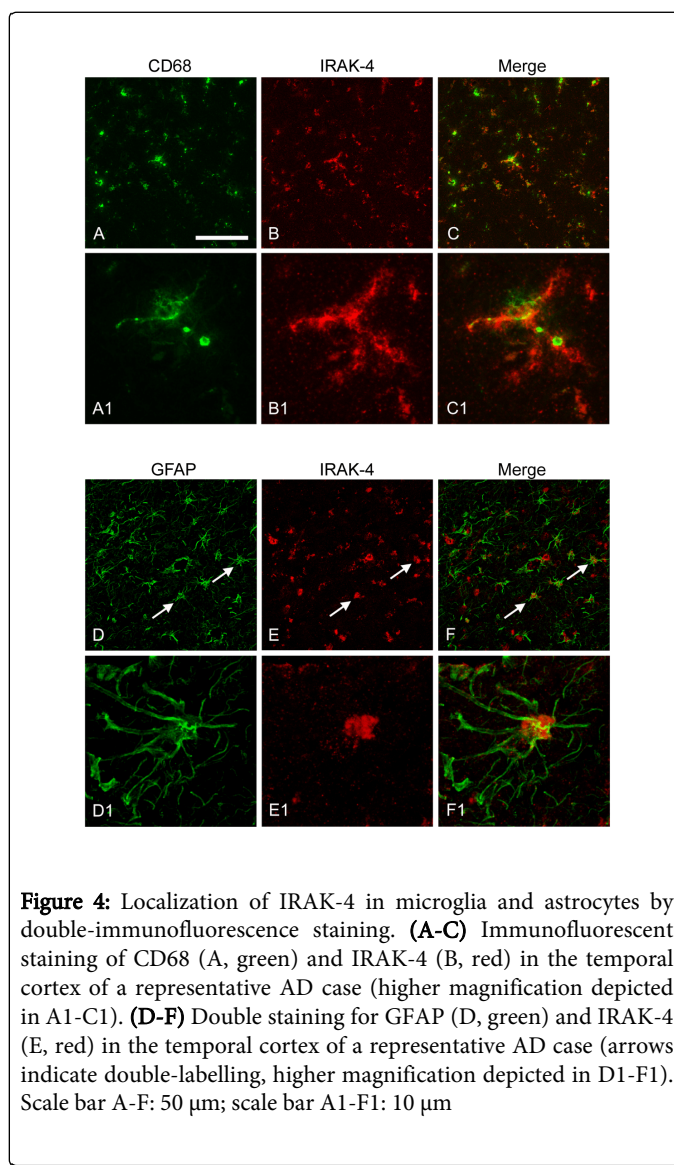 CD68 IRAK-4 Merge
A B C
A1 B1 C1
GFAP IRAK-4 Merge
D E F
D1 E1 F1
Figure 4: Localization of IRAK-4 in microglia and astrocytes by
double-immunofluorescence staining. (A-C) Immunofluorescent
staining of CD68 (A, green) and IRAK-4 (B, red) in the temporal
cortex of a representative AD case (higher magnification depicted
in A1-C1). (D-F) Double staining for GFAP (D, green) and IRAK-4
(E, red) in the temporal cortex of a representative AD case (arrows
indicate double-labelling, higher magnification depicted in D1-F1).
Scale bar A-F: 50 μm; scale bar A1-F1: 10 μm